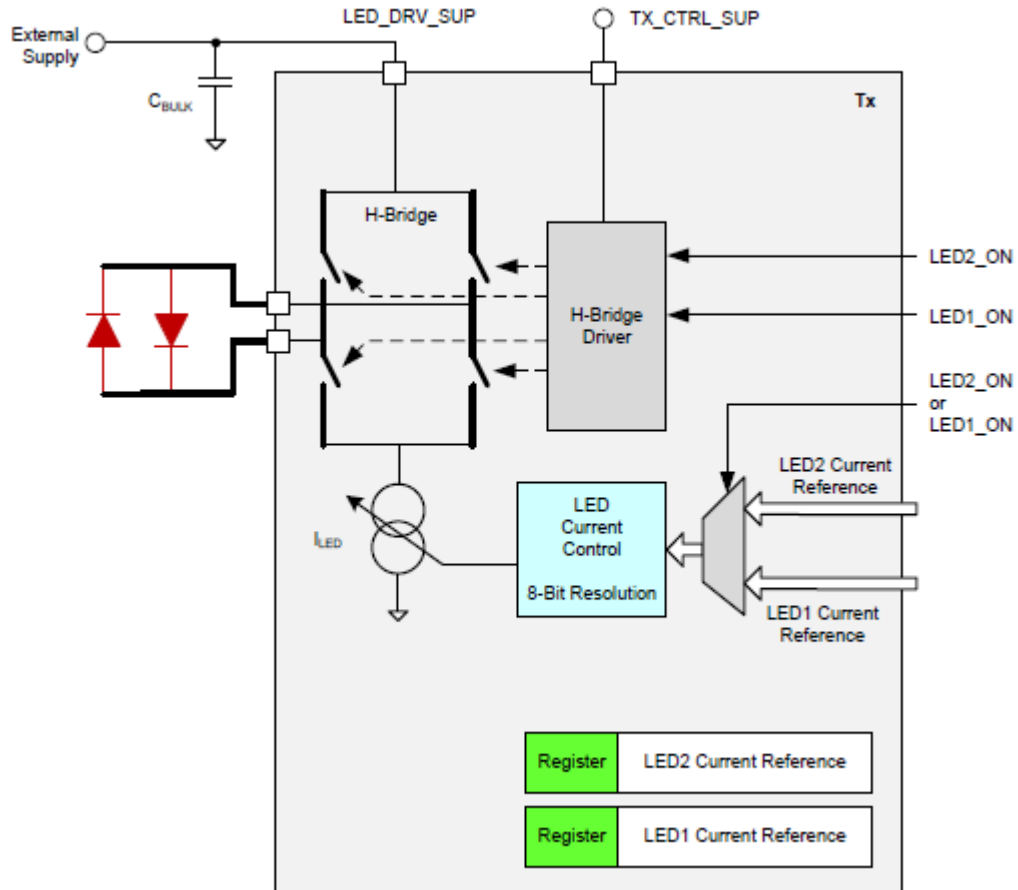 LED_DRV_SUP
TX_CTRL_SUP
External
Supply
CBULK
Tx
H-Bridge
LED2_ON
H-Bridge
Driver
LED1_ON
LED2_ON
or
LED1_ON
LED2 Current
Reference
LED
Current
Control
8-Bit Resolution
ILED
LED1 Current
Reference
Register
LED2 Current Reference
Register
LED1 Current Reference